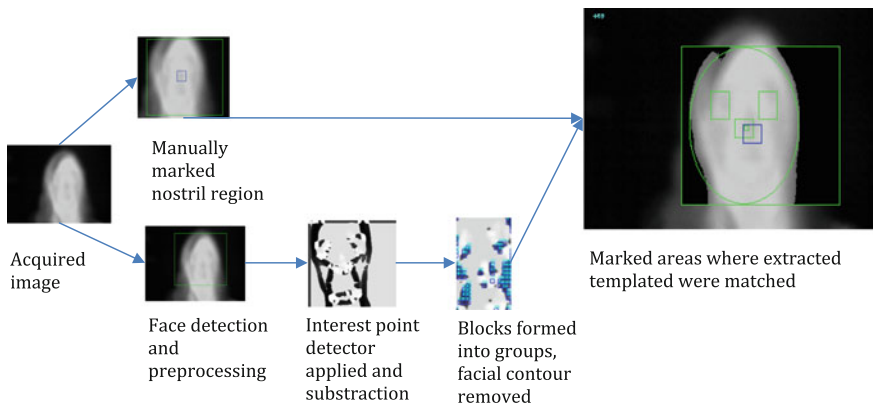 Manually
marked
nostril region
Acquired
image
Face detection
and
preprocessing
Interest point
detector
applied and
substraction
Blocks formed
into groups,
facial contour
removed
Marked areas where extracted
templated were matched